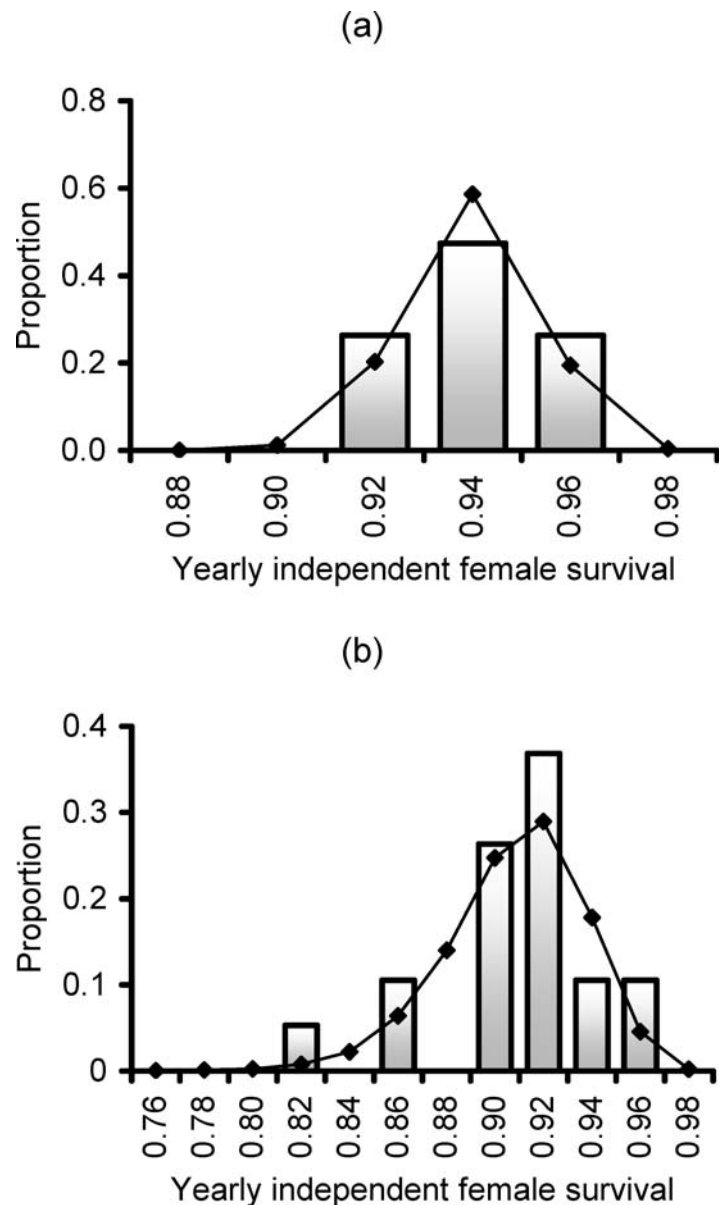 (a)
0.8
0.6
0.4
0.2
0.0
Proportion
0.88 0.90 0.92 0.94 0.96 0.98
Yearly independent female survival
(b)
0.4
0.3
0.2
0.1
0
Proportion
0.76 0.78 0.80 0.82 0.84 0.86 0.88 0.90 0.92 0.94 0.96 0.98
Yearly independent female survival